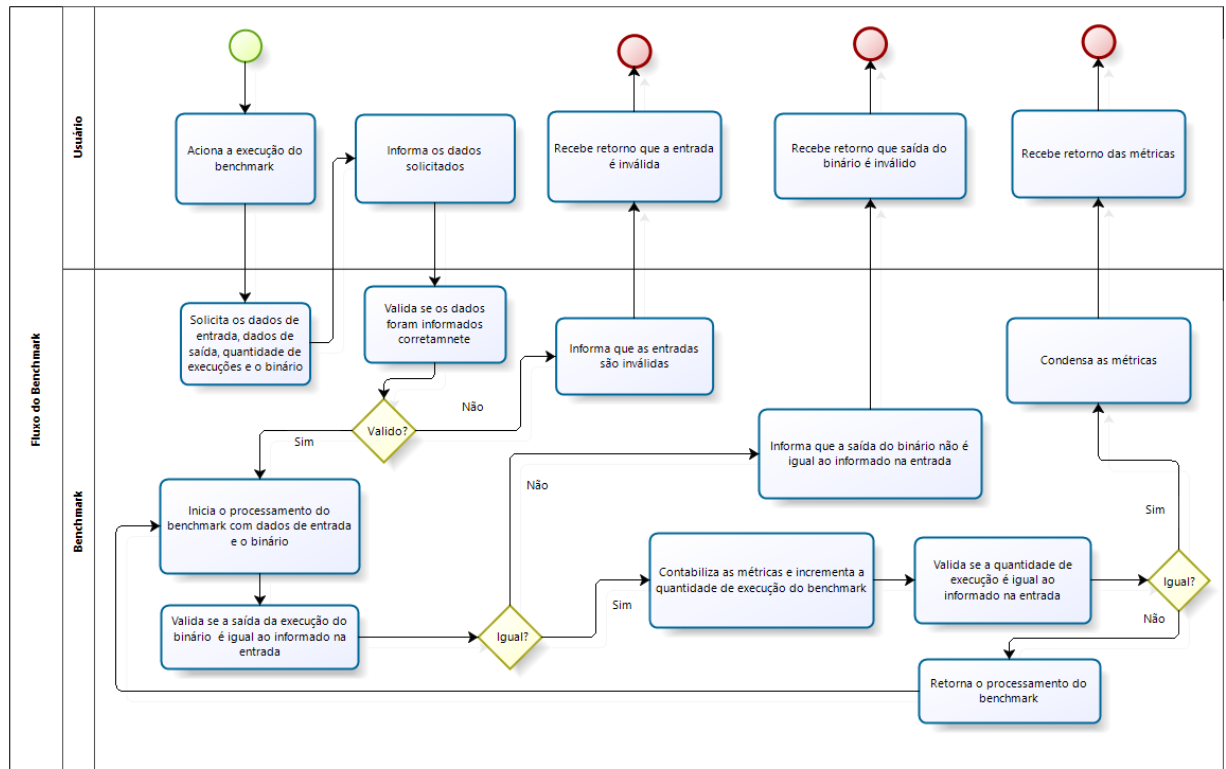 Fluxo do Benchmark
Usuário
Aciona a execução do
benchmark
Informa os dados
solicitados
Recebe retorno que a entrada
é inválida
Recebe retorno que saída do
binário é inválido
Recebe retorno das métricas
Benchmark
Solicita os dados de
entrada, dados de
saída, quantidade de
execuções e o binário
Valida se os dados
foram informados
corretamnete
Informa que as entradas
são inválidas
Condensa as métricas
Valido?
Não
Sim
Informa que a saída do binário não é
igual ao informado na entrada
Inicia o processamento do
benchmark com dados de entrada
e o binário
Não
Sim
Contabiliza as métricas e incrementa a
quantidade de execução do benchmark
Valida se a quantidade de
execução é igual ao
informado na entrada
Igual?
Valida se a saída da execução do
binário é igual ao informado na
entrada
Igual?
Sim
Não
Retorna o processamento do
benchmark